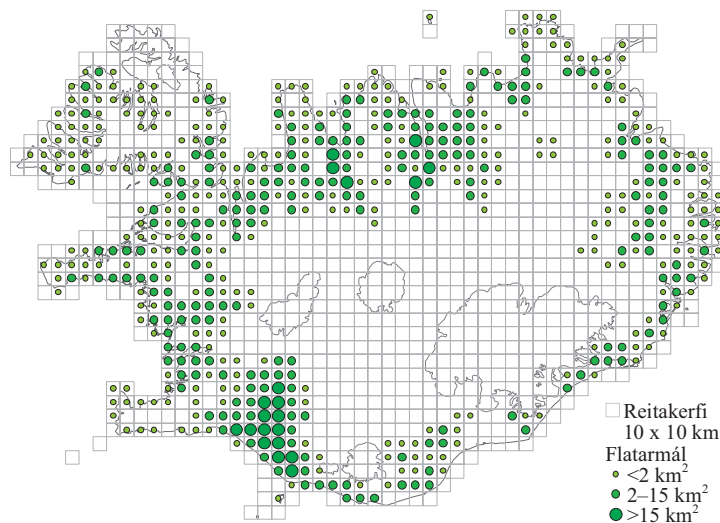 Reitakerfi
10 x 10 km
Flatarmál
<2 km²
2–15 km²
>15 km²